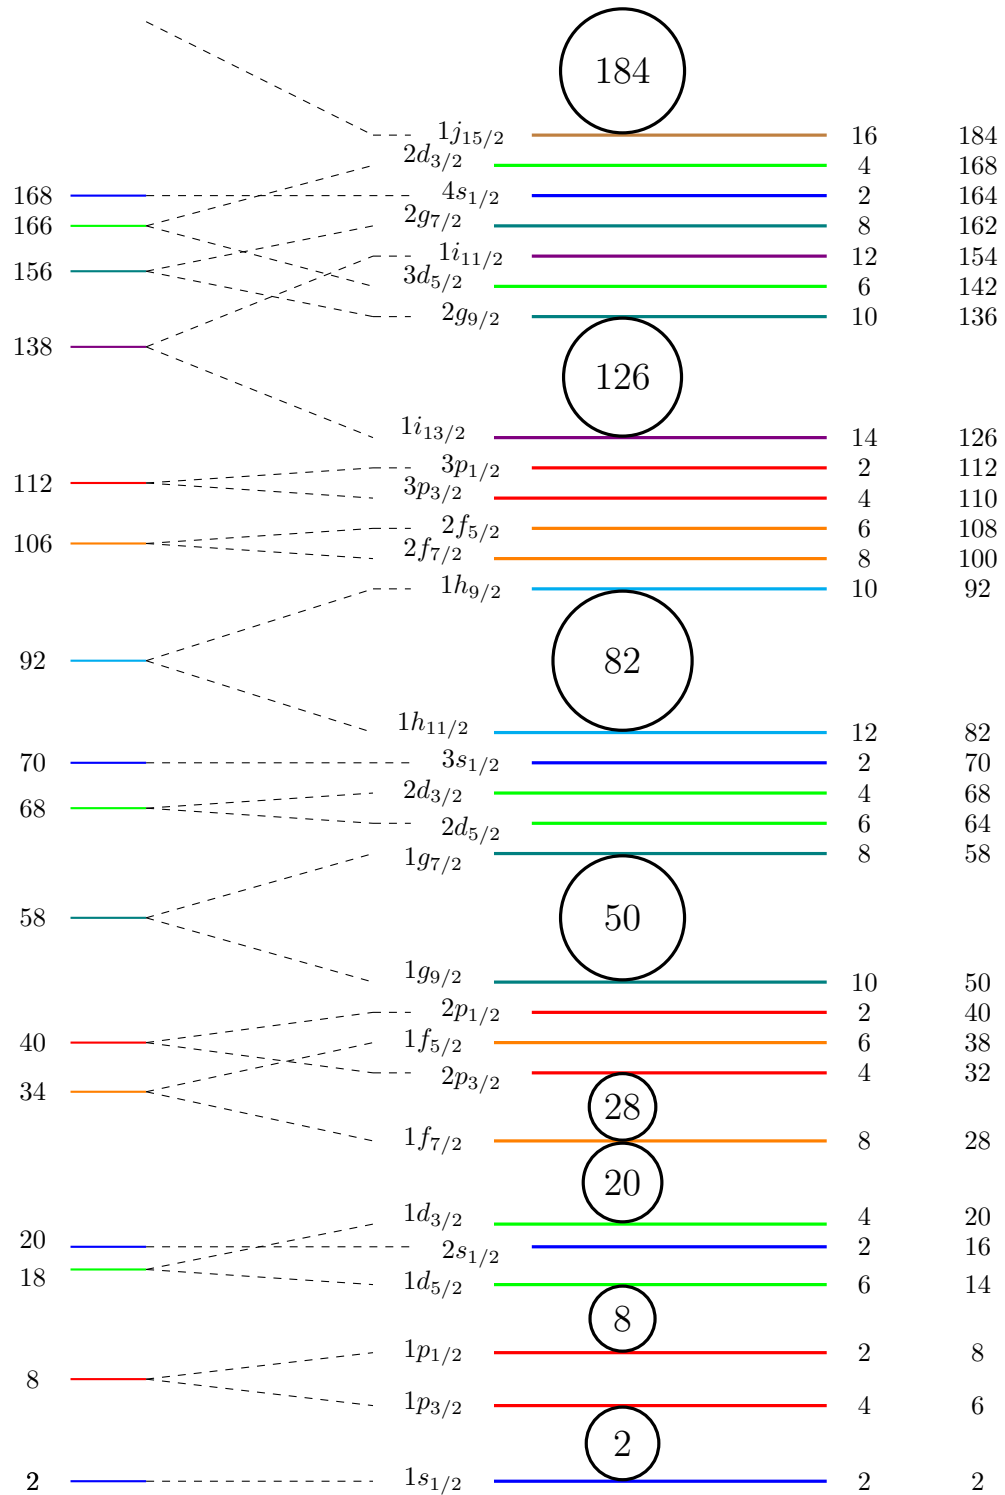 184
1j15/2 16 184
2d3/2 4 168
168 4s1/2 2 164
166 2g7/2 8 162
1i11/2 12 154
156 3d5/2 6 142
2g9/2 10 136
138
126
1i13/2 14 126
3p1/2 2 112
112 3p3/2 4 110
2f5/2 6 108
106 2f7/2 8 100
1h9/2 10 92
92 82
1h11/2 12 82
70 3s1/2 2 70
68 2d3/2 4 68
2d5/2 6 64
1g7/2 8 58
58 50
1g9/2 10 50
2p1/2 2 40
40 1f5/2 6 38
2p3/2 4 32
34 28
1f7/2 8 28
20
1d3/2 4 20
20 2s1/2 2 16
18 1d5/2 6 14
8
1p1/2 2 8
8
1p3/2 4 6
2
2 1s1/2 2 2